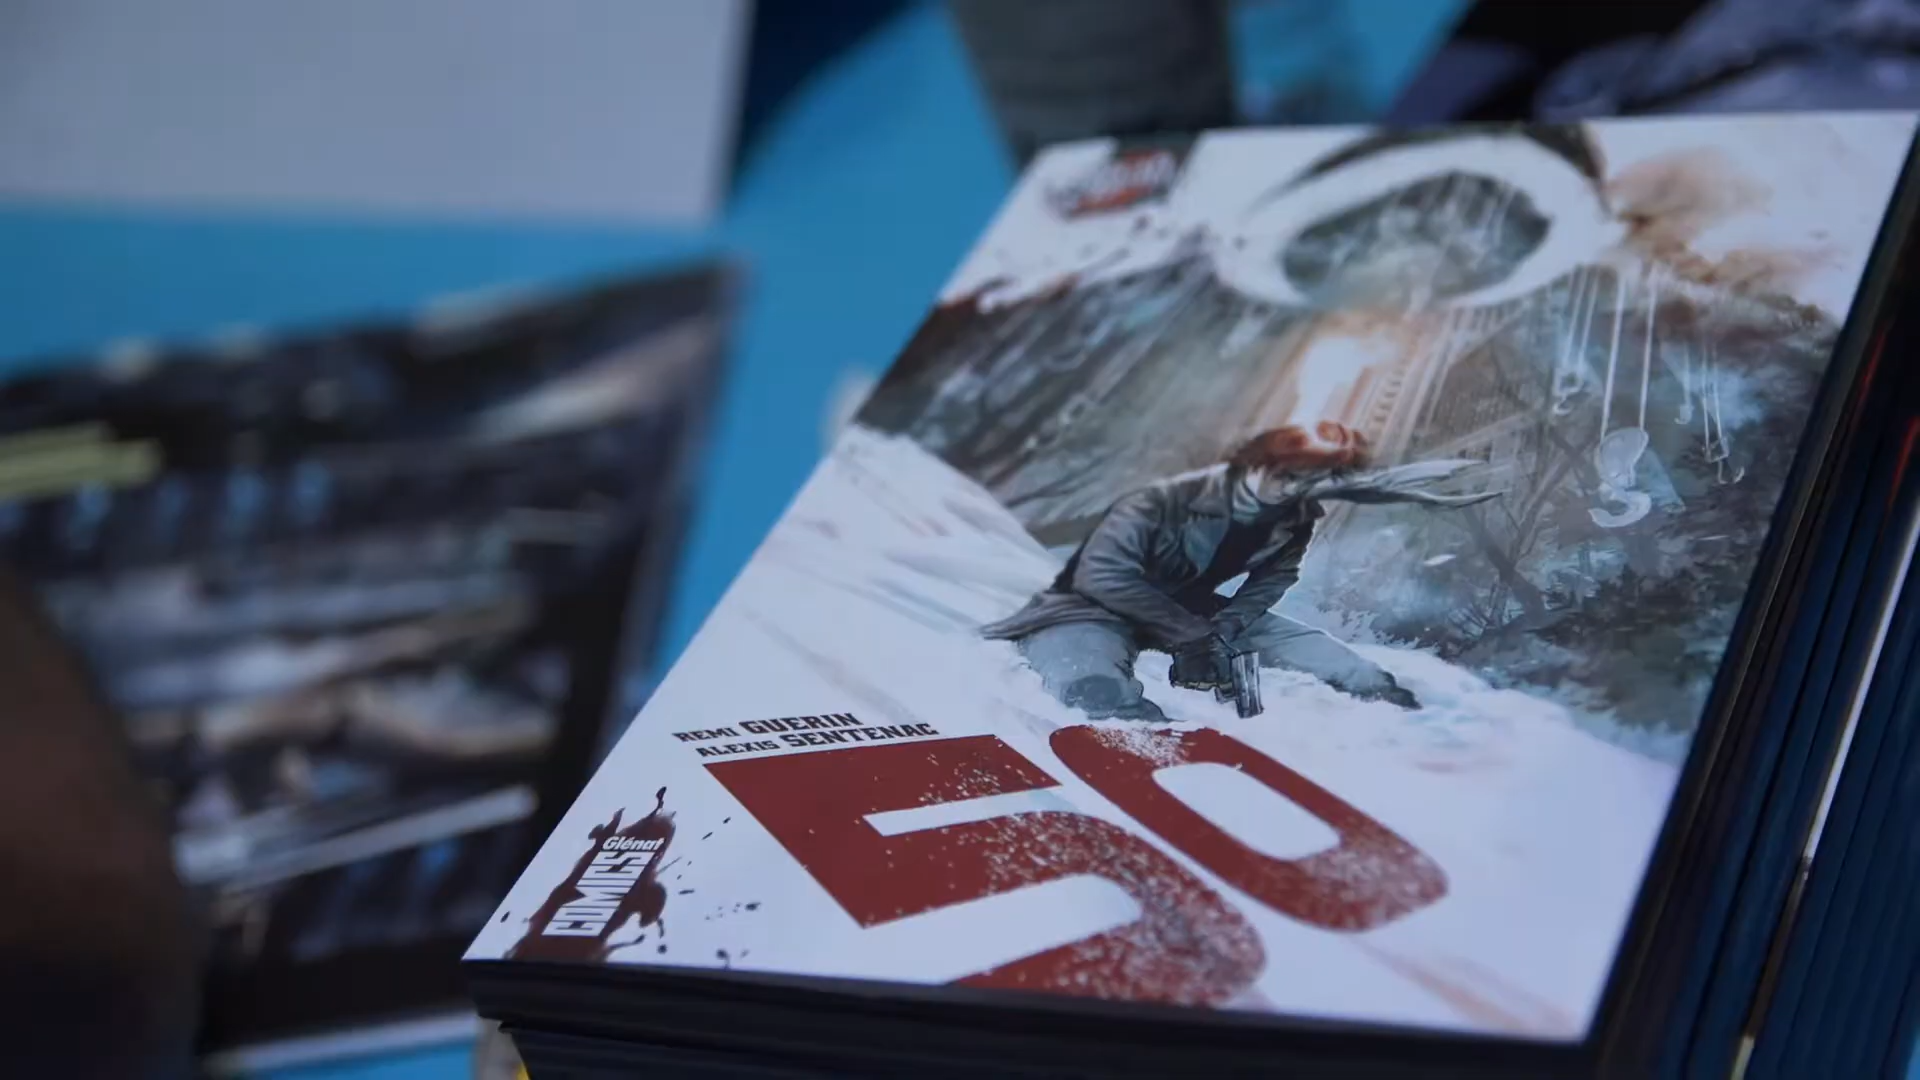 REMI GUERIN
ALEXIS SENTENAC
50
Glénat
COMICS